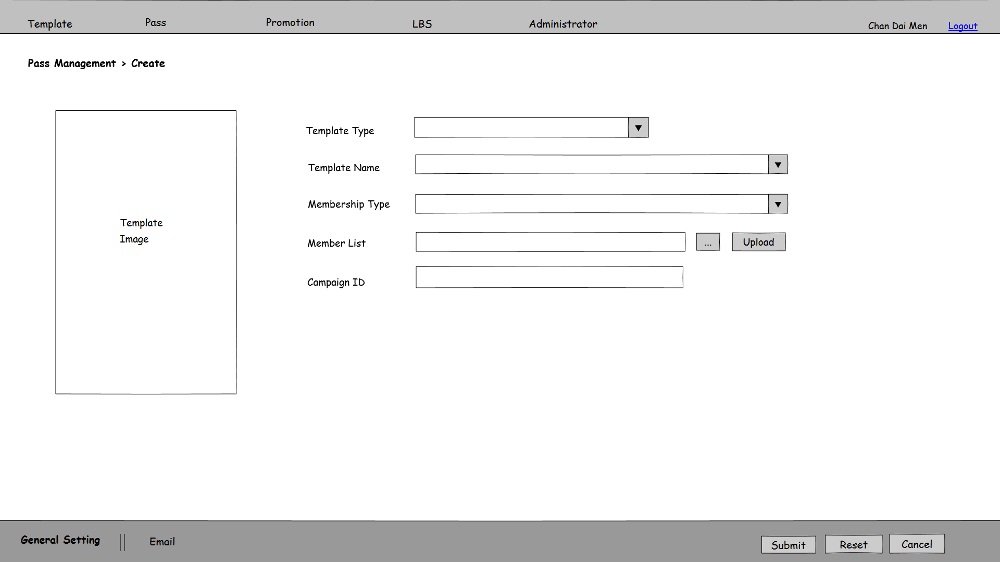 Template Pass Promotion LBS Administrator Chan Dai Men Logout
Pass Management > Create
Template Type
Template Name
Membership Type
Template
Image
Member List ... Upload
Campaign ID
General Setting Email Submit Reset Cancel